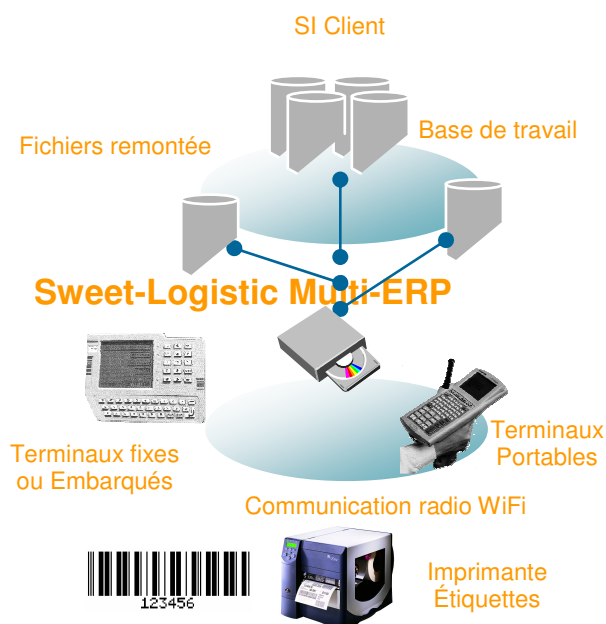 SI Client
Fichiers remontée
Base de travail
Sweet-Logistic Multi-ERP
Terminaux fixes
ou Embarqués
Terminaux
Portables
Communication radio WiFi
123456
Imprimante
Étiquettes